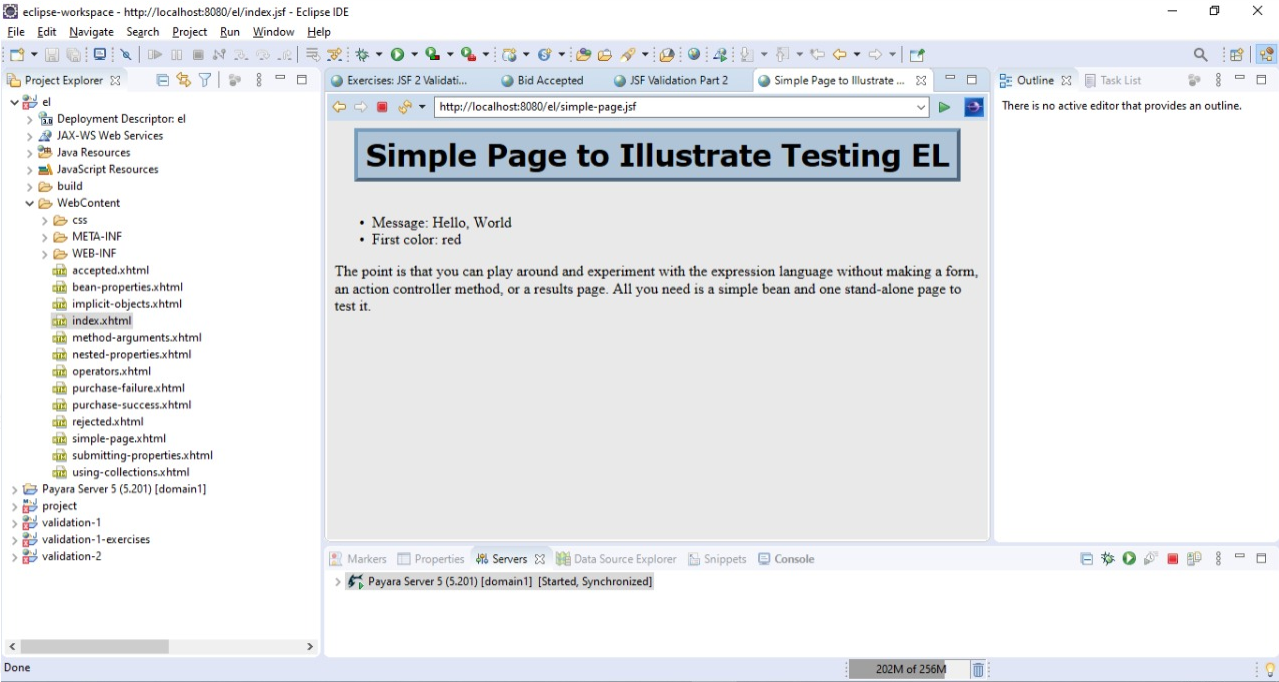 eclipse-workspace - http://localhost:8080/el/index.jsf - Eclipse IDE
File Edit Navigate Search Project Run Window Help
Project Explorer
el
Deployment Descriptor: el
JAX-WS Web Services
Java Resources
JavaScript Resources
build
WebContent
css
META-INF
WEB-INF
accepted.xhtml
bean-properties.xhtml
implicit-objects.xhtml
index.xhtml
method-arguments.xhtml
nested-properties.xhtml
operators.xhtml
purchase-failure.xhtml
purchase-success.xhtml
rejected.xhtml
simple-page.xhtml
submitting-properties.xhtml
using-collections.xhtml
Payara Server 5 (5.201) [domain1]
project
validation-1
validation-1-exercises
validation-2
Exercises: JSF 2 Validati... Bid Accepted JSF Validation Part 2 Simple Page to Illustrate ...
http://localhost:8080/el/simple-page.jsf
Simple Page to Illustrate Testing EL
• Message: Hello, World
• First color: red
The point is that you can play around and experiment with the expression language without making a form,
an action controller method, or a results page. All you need is a simple bean and one stand-alone page to
test it.
Outline Task List
There is no active editor that provides an outline.
Markers Properties Servers Data Source Explorer Snippets Console
Payara Server 5 (5.201) [domain1] [Started, Synchronized]
Done
202M of 256M